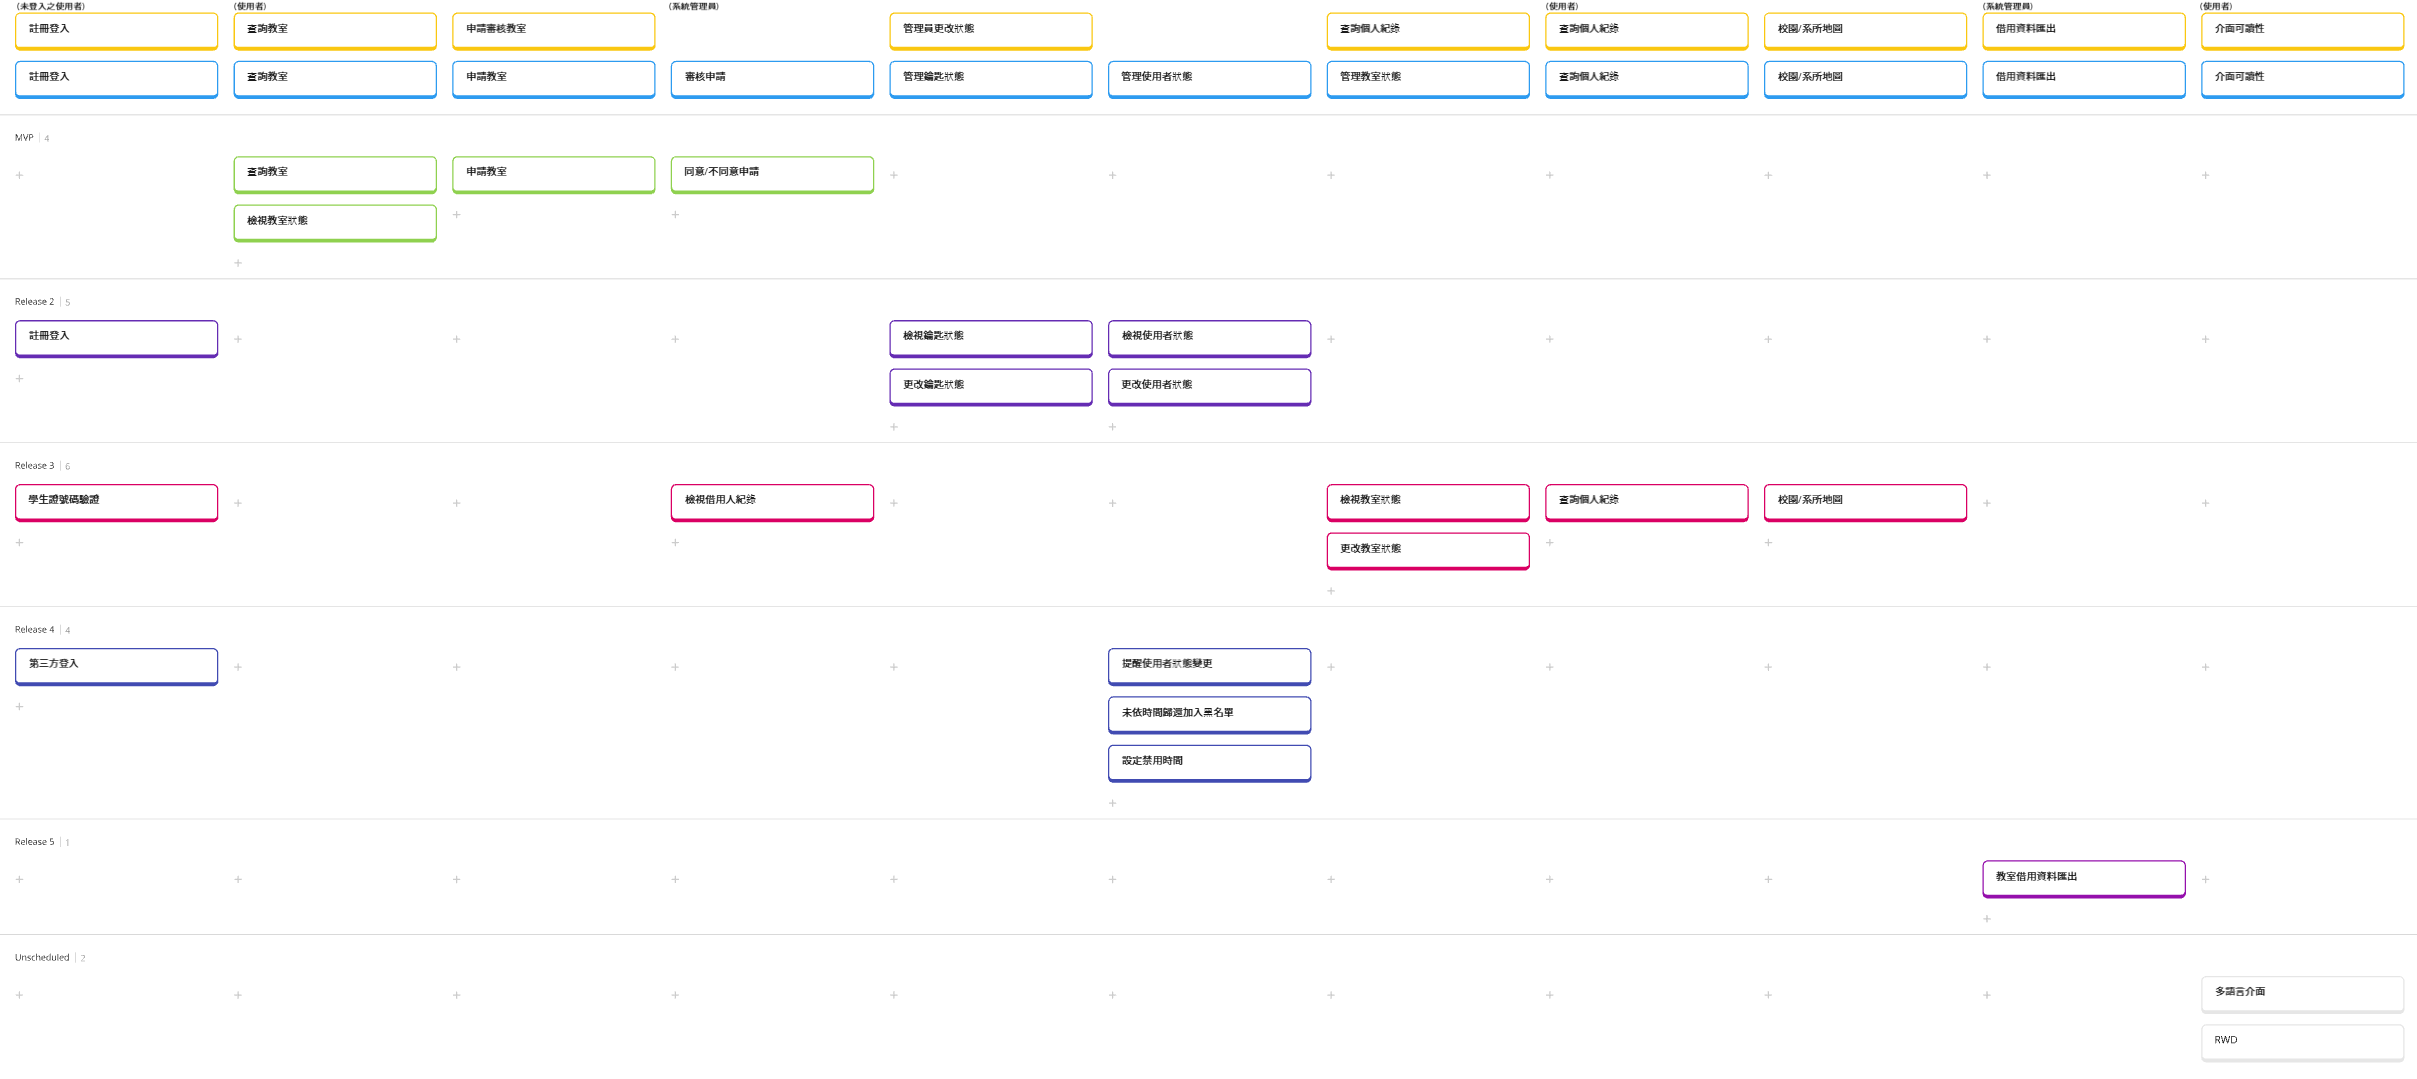 (未登入之使用者)
(使用者)
(系統管理員)
(使用者)
(系統管理員)
(使用者)
註冊登入
查詢教室
申請審核教室
管理員更改狀態
查詢個人紀錄
查詢個人紀錄
校園/系所地圖
借用資料匯出
介面可讀性
註冊登入
查詢教室
申請教室
審核申請
管理鑰匙狀態
管理使用者狀態
管理教室狀態
查詢個人紀錄
校園/系所地圖
借用資料匯出
介面可讀性
MVP 4
查詢教室
申請教室
同意/不同意申請
檢視教室狀態
Release 2 5
註冊登入
檢視鑰匙狀態
檢視使用者狀態
更改鑰匙狀態
更改使用者狀態
Release 3 6
學生證號碼驗證
檢視借用人紀錄
檢視教室狀態
查詢個人紀錄
校園/系所地圖
更改教室狀態
Release 4 4
第三方登入
提醒使用者狀態變更
未依時間歸還加入黑名單
設定禁用時間
Release 5 1
教室借用資料匯出
Unscheduled 2
多語言介面
RWD